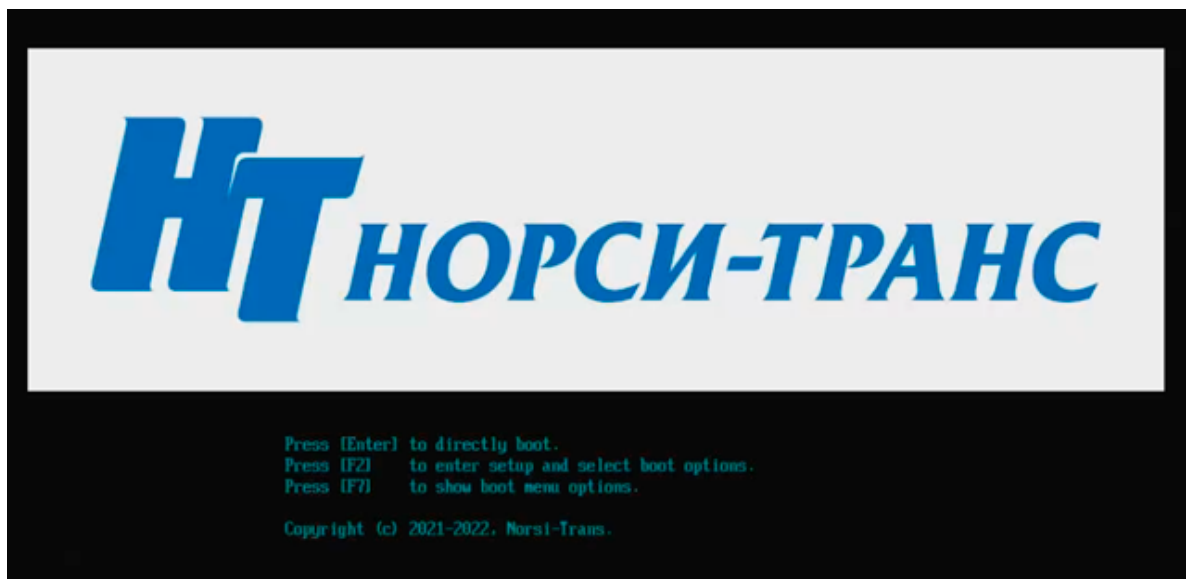 НТ НОРСИ-ТРАНС
Press [Enter] to directly boot.
Press [F2] to enter setup and select boot options.
Press [F7] to show boot menu options.
Copyright (c) 2021-2022, Norsi-Trans.